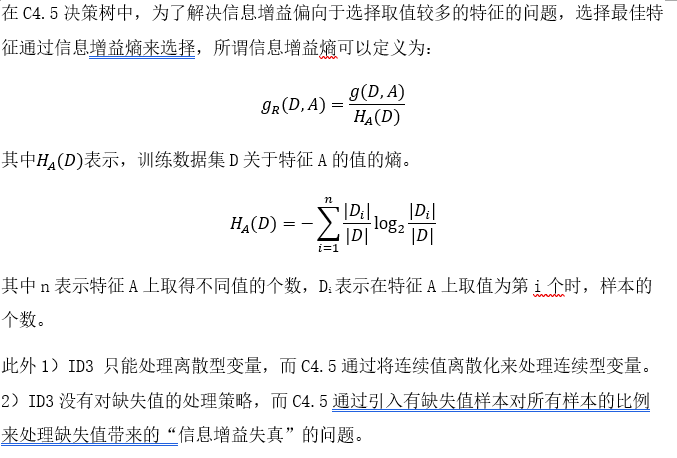 在 C4.5 决策树中，为了解决信息增益偏向于选择取值较多的特征的问题，选择最佳特
征通过信息增益熵来选择，所谓信息增益熵可以定义为：
g_R(D, A) = g(D, A) / H_A(D)
其中H_A(D)表示，训练数据集 D 关于特征 A 的值的熵。
H_A(D) = −∑_{i=1}^{n} |D_i|/|D| log_2 |D_i|/|D|
其中 n 表示特征 A 上取得不同值的个数，D_i 表示在特征 A 上取值为第 i 个时，样本的
个数。
此外 1）ID3 只能处理离散型变量，而 C4.5 通过将连续值离散化来处理连续型变量。
2）ID3 没有对缺失值的处理策略，而 C4.5 通过引入有缺失值样本对所有样本的比例
来处理缺失值带来的“信息增益失真”的问题。